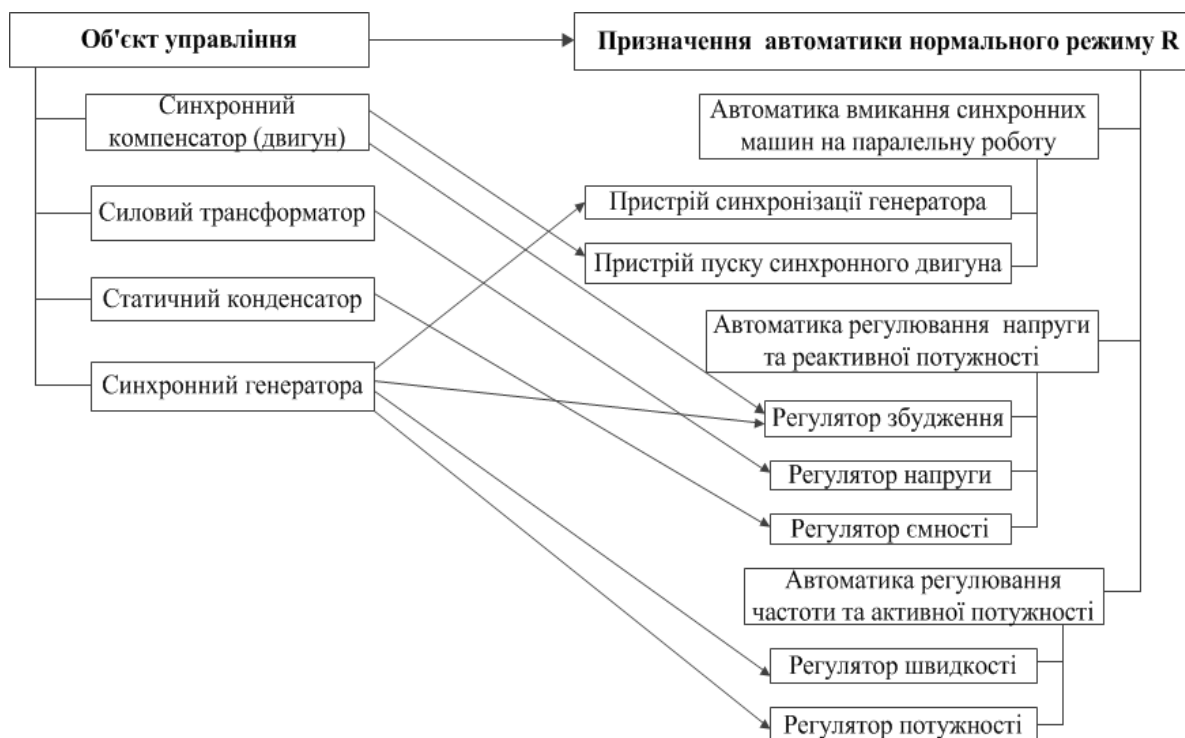 Об'єкт управління
Призначення автоматики нормального режиму R
Синхронний
компенсатор (двигун)
Силовий трансформатор
Статичний конденсатор
Синхронний генератора
Автоматика вмикання синхронних
машин на паралельну роботу
Пристрій синхронізації генератора
Пристрій пуску синхронного двигуна
Автоматика регулювання напруги
та реактивної потужності
Регулятор збудження
Регулятор напруги
Регулятор ємності
Автоматика регулювання
частоти та активної потужності
Регулятор швидкості
Регулятор потужності